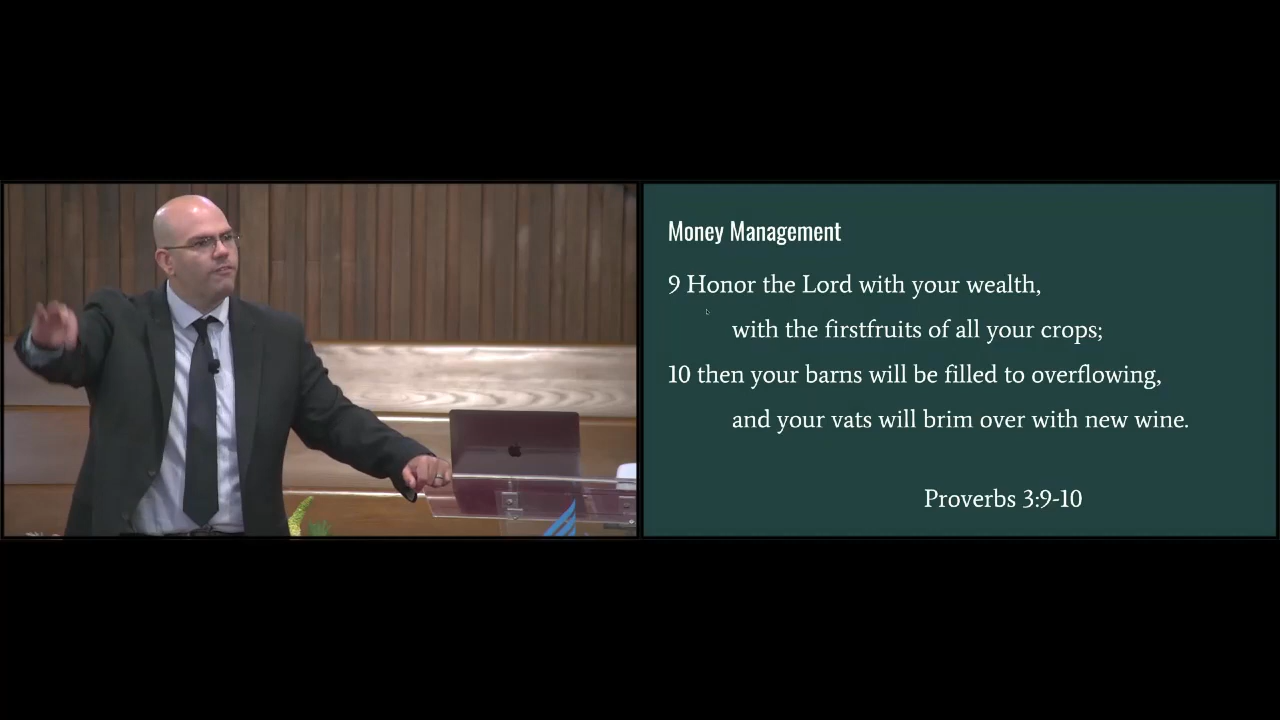 Money Management
9 Honor the Lord with your wealth,
with the firstfruits of all your crops;
10 then your barns will be filled to overflowing,
and your vats will brim over with new wine.
Proverbs 3:9-10